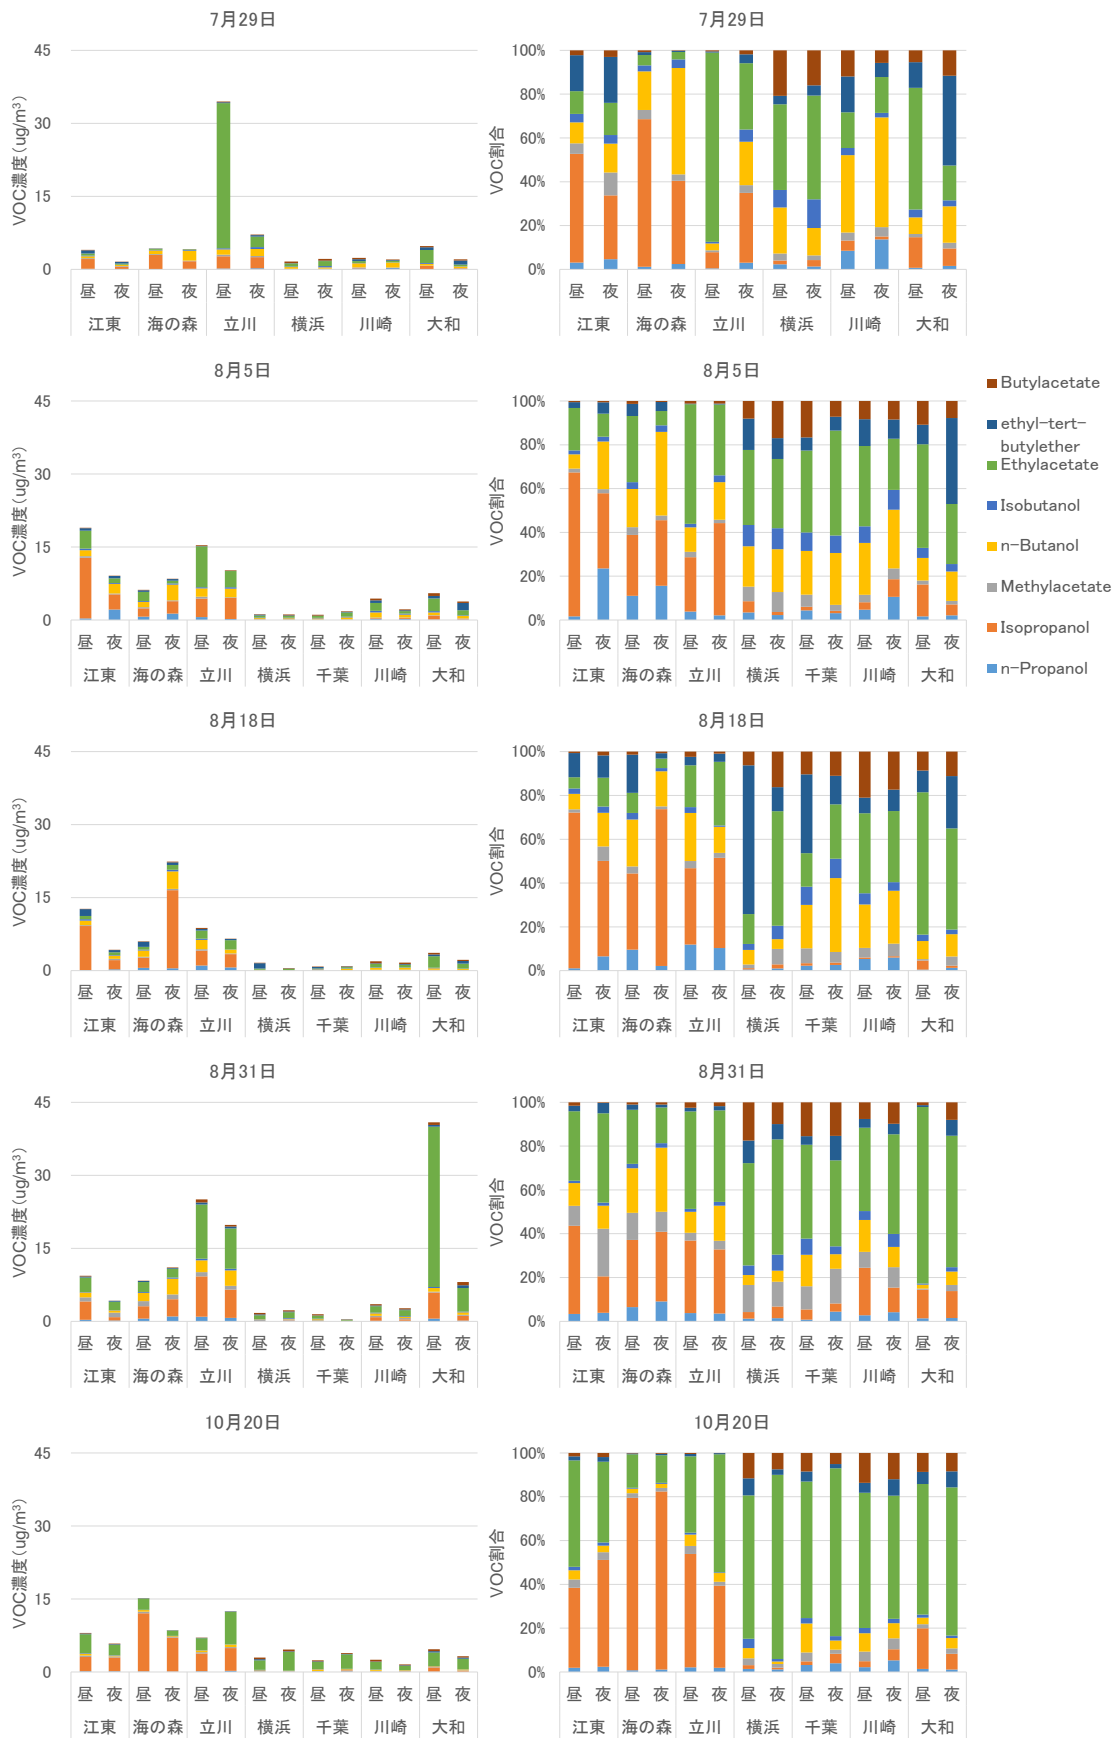 7月29日
45
30
15
0
VOC濃度(ug/m³)
昼 夜 昼 夜 昼 夜 昼 夜 昼 夜 昼 夜
江東 海の森 立川 横浜 川崎 大和
7月29日
100%
80%
60%
40%
20%
0%
VOC割合
昼 夜 昼 夜 昼 夜 昼 夜 昼 夜 昼 夜
江東 海の森 立川 横浜 川崎 大和
8月5日
45
30
15
0
VOC濃度(ug/m³)
昼 夜 昼 夜 昼 夜 昼 夜 昼 夜 昼 夜 昼 夜
江東 海の森 立川 横浜 千葉 川崎 大和
8月5日
100%
80%
60%
40%
20%
0%
VOC割合
昼 夜 昼 夜 昼 夜 昼 夜 昼 夜 昼 夜 昼 夜
江東 海の森 立川 横浜 千葉 川崎 大和
Butylacetate
ethyl-tert-
butylether
Ethylacetate
Isobutanol
n-Butanol
Methylacetate
Isopropanol
n-Propanol
8月18日
45
30
15
0
VOC濃度(ug/m³)
昼 夜 昼 夜 昼 夜 昼 夜 昼 夜 昼 夜 昼 夜
江東 海の森 立川 横浜 千葉 川崎 大和
8月18日
100%
80%
60%
40%
20%
0%
VOC割合
昼 夜 昼 夜 昼 夜 昼 夜 昼 夜 昼 夜 昼 夜
江東 海の森 立川 横浜 千葉 川崎 大和
8月31日
45
30
15
0
VOC濃度(ug/m³)
昼 夜 昼 夜 昼 夜 昼 夜 昼 夜 昼 夜 昼 夜
江東 海の森 立川 横浜 千葉 川崎 大和
8月31日
100%
80%
60%
40%
20%
0%
VOC割合
昼 夜 昼 夜 昼 夜 昼 夜 昼 夜 昼 夜 昼 夜
江東 海の森 立川 横浜 千葉 川崎 大和
10月20日
45
30
15
0
VOC濃度(ug/m³)
昼 夜 昼 夜 昼 夜 昼 夜 昼 夜 昼 夜 昼 夜
江東 海の森 立川 横浜 千葉 川崎 大和
10月20日
100%
80%
60%
40%
20%
0%
VOC割合
昼 夜 昼 夜 昼 夜 昼 夜 昼 夜 昼 夜 昼 夜
江東 海の森 立川 横浜 千葉 川崎 大和